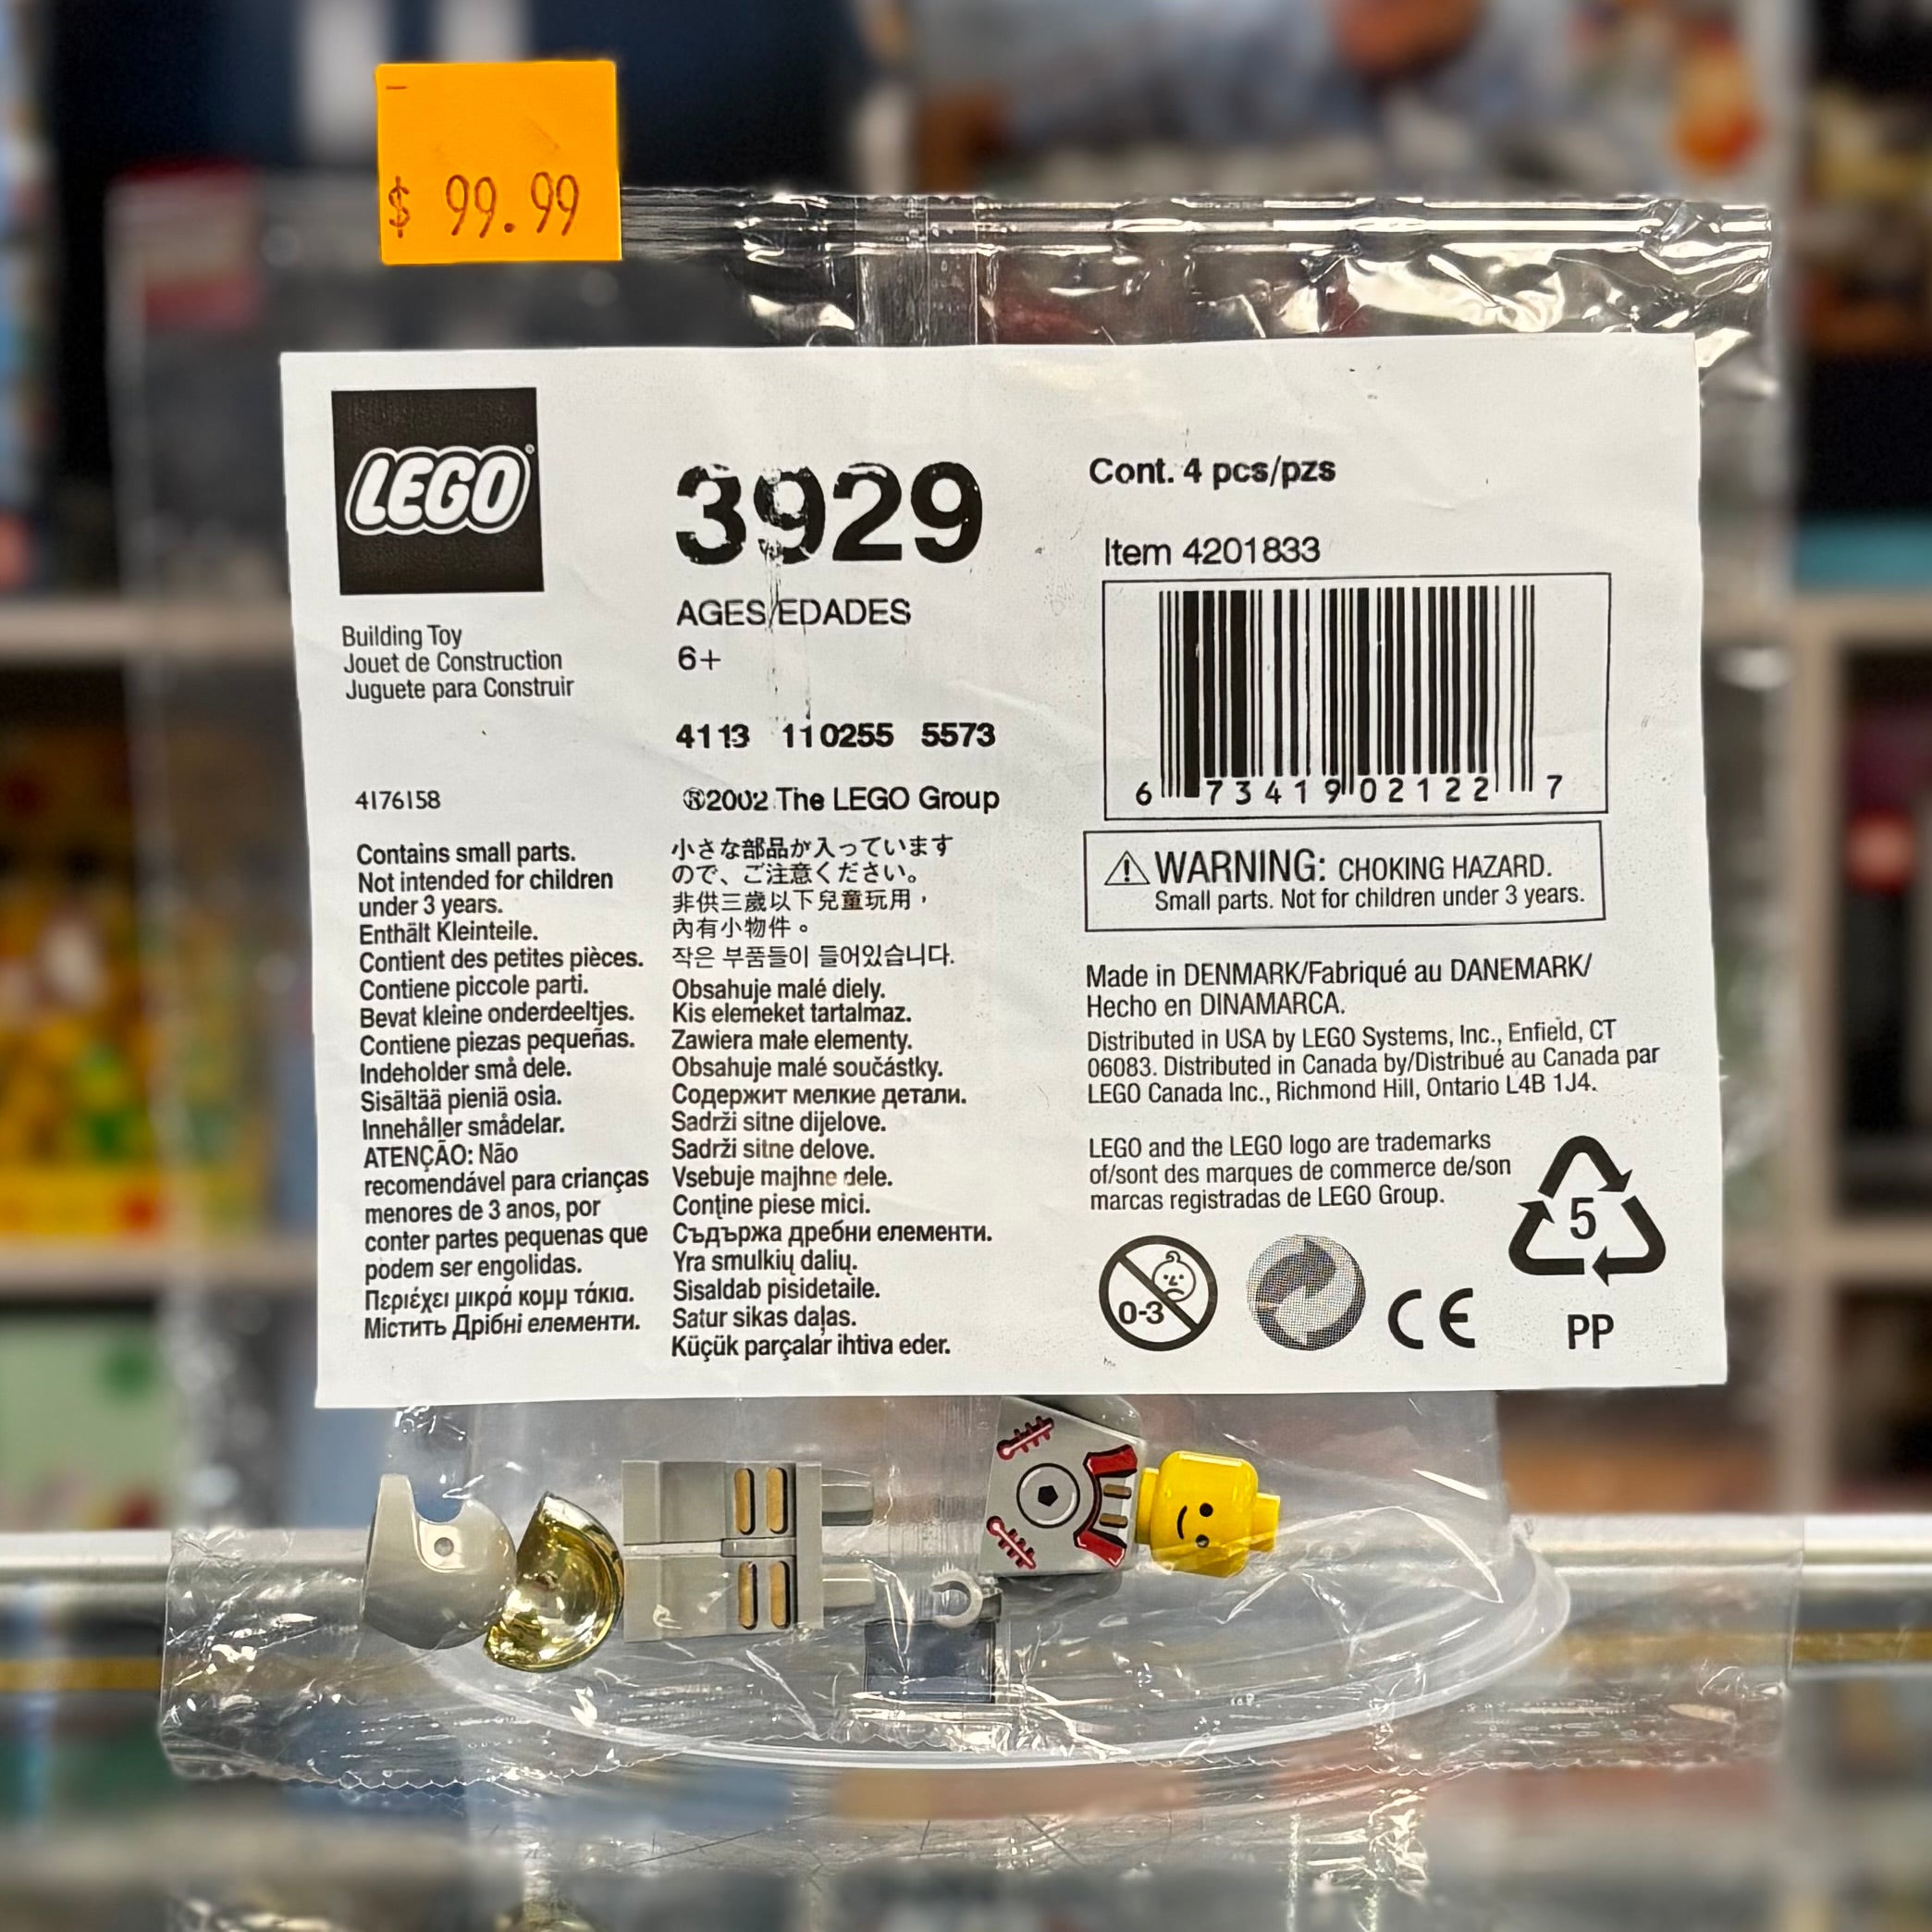 $ 99.99
LEGO®
Building Toy
Jouet de Construction
Juguete para Construir
4176158
Contains small parts.
Not intended for children
under 3 years.
Enthält Kleinteile.
Contient des petites pièces.
Contiene piccole parti.
Bevat kleine onderdeeltjes.
Contiene piezas pequeñas.
Indeholder små dele.
Sisältää pieniä osia.
Innehåller smådelar.
ATENÇÃO: Não
recomendável para crianças
menores de 3 anos, por
conter partes pequenas que
podem ser engolidas.
Περιέχει μικρά κομμ τάκια.
Містить Дрібні елементи.
3929
AGES/EDADES
6+
4113 110255 5573
®2002 The LEGO Group
小さな部品が入っています
ので、ご注意ください。
非供三歲以下兒童玩用，
內有小物件。
작은 부품들이 들어있습니다.
Obsahuje malé diely.
Kis elemeket tartalmaz.
Zawiera małe elementy.
Obsahuje malé součástky.
Содержит мелкие детали.
Sadrži sitne dijelove.
Sadrži sitne delove.
Vsebuje majhne dele.
Conţine piese mici.
Съдържа дребни елементи.
Yra smulkių dalių.
Sisaldab pisidetaile.
Satur sikas daļas.
Küçük parçalar ihtiva eder.
Cont. 4 pcs/pzs
Item 4201833
6 73419 02122 7
WARNING: CHOKING HAZARD.
Small parts. Not for children under 3 years.
Made in DENMARK/Fabriqué au DANEMARK/
Hecho en DINAMARCA.
Distributed in USA by LEGO Systems, Inc., Enfield, CT
06083. Distributed in Canada by/Distribué au Canada par
LEGO Canada Inc., Richmond Hill, Ontario L4B 1J4.
LEGO and the LEGO logo are trademarks
of/sont des marques de commerce de/son
marcas registradas de LEGO Group.
0-3
CE
5
PP